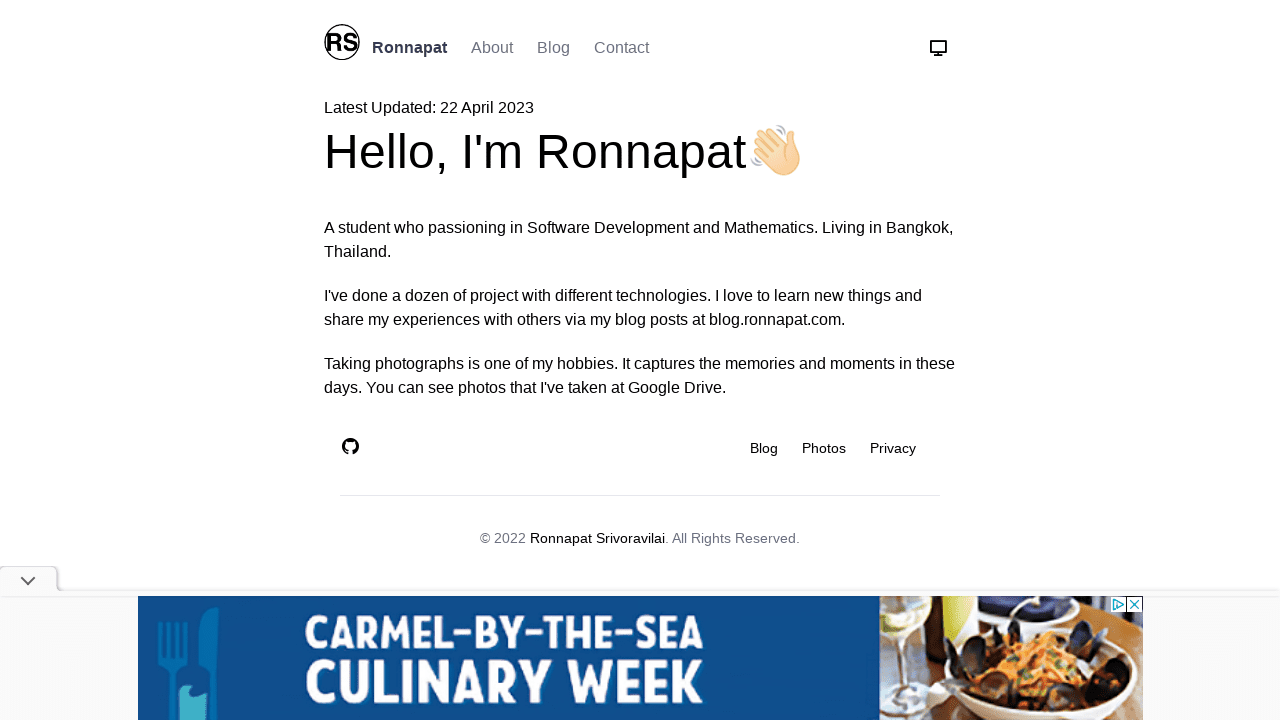 RS
Ronnapat About Blog Contact
Latest Updated: 22 April 2023
Hello, I'm Ronnapat👋
A student who passioning in Software Development and Mathematics. Living in Bangkok,
Thailand.
I've done a dozen of project with different technologies. I love to learn new things and
share my experiences with others via my blog posts at blog.ronnapat.com.
Taking photographs is one of my hobbies. It captures the memories and moments in these
days. You can see photos that I've taken at Google Drive.
Blog Photos Privacy
© 2022 Ronnapat Srivoravilai. All Rights Reserved.
CARMEL-BY-THE-SEA
CULINARY WEEK